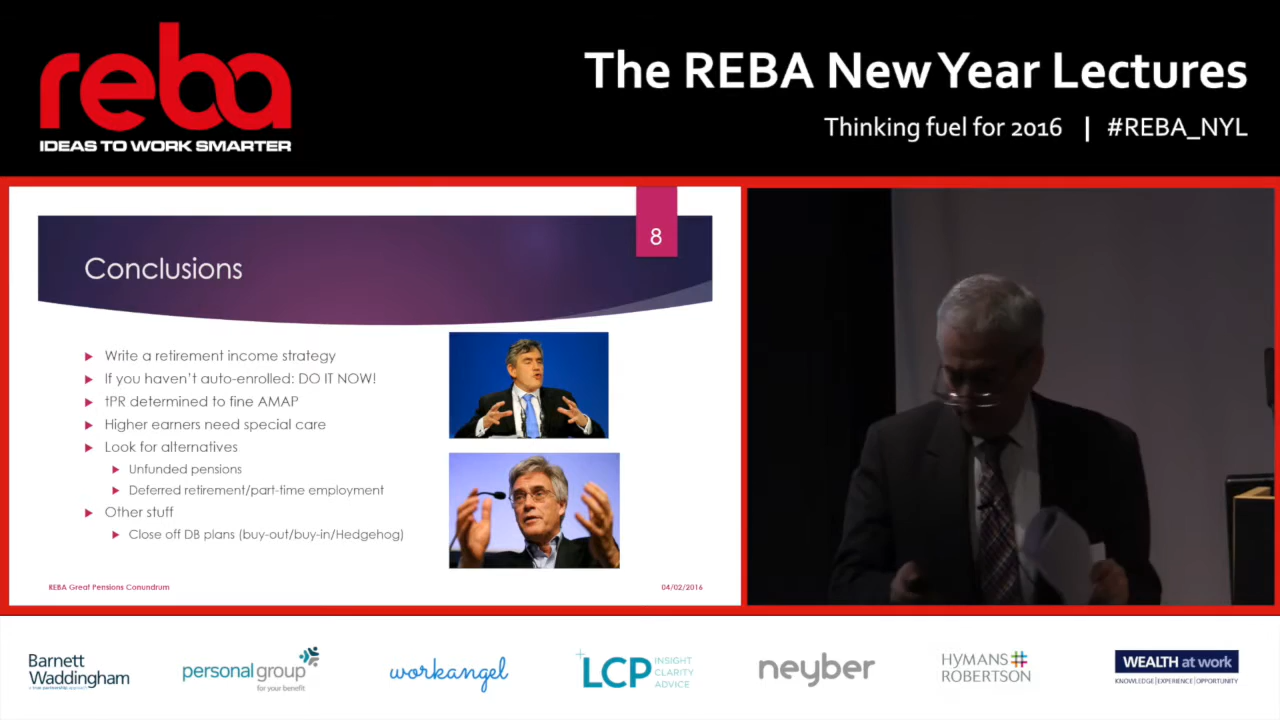 reba
IDEAS TO WORK SMARTER
The REBA New Year Lectures
Thinking fuel for 2016 | #REBA_NYL
8
Conclusions
Write a retirement income strategy
If you haven't auto-enrolled: DO IT NOW!
tPR determined to fine AMAP
Higher earners need special care
Look for alternatives
Unfunded pensions
Deferred retirement/part-time employment
Other stuff
Close off DB plans (buy-out/buy-in/Hedgehog)
REBA Great Pensions Conundrum
04/02/2016
Barnett
Waddingham
a true partnership approach
personal group
for your benefit
workangel
LCP
INSIGHT
CLARITY
ADVICE
neyber
HYMANS
ROBERTSON
WEALTH at work
KNOWLEDGE|EXPERIENCE|OPPORTUNITY